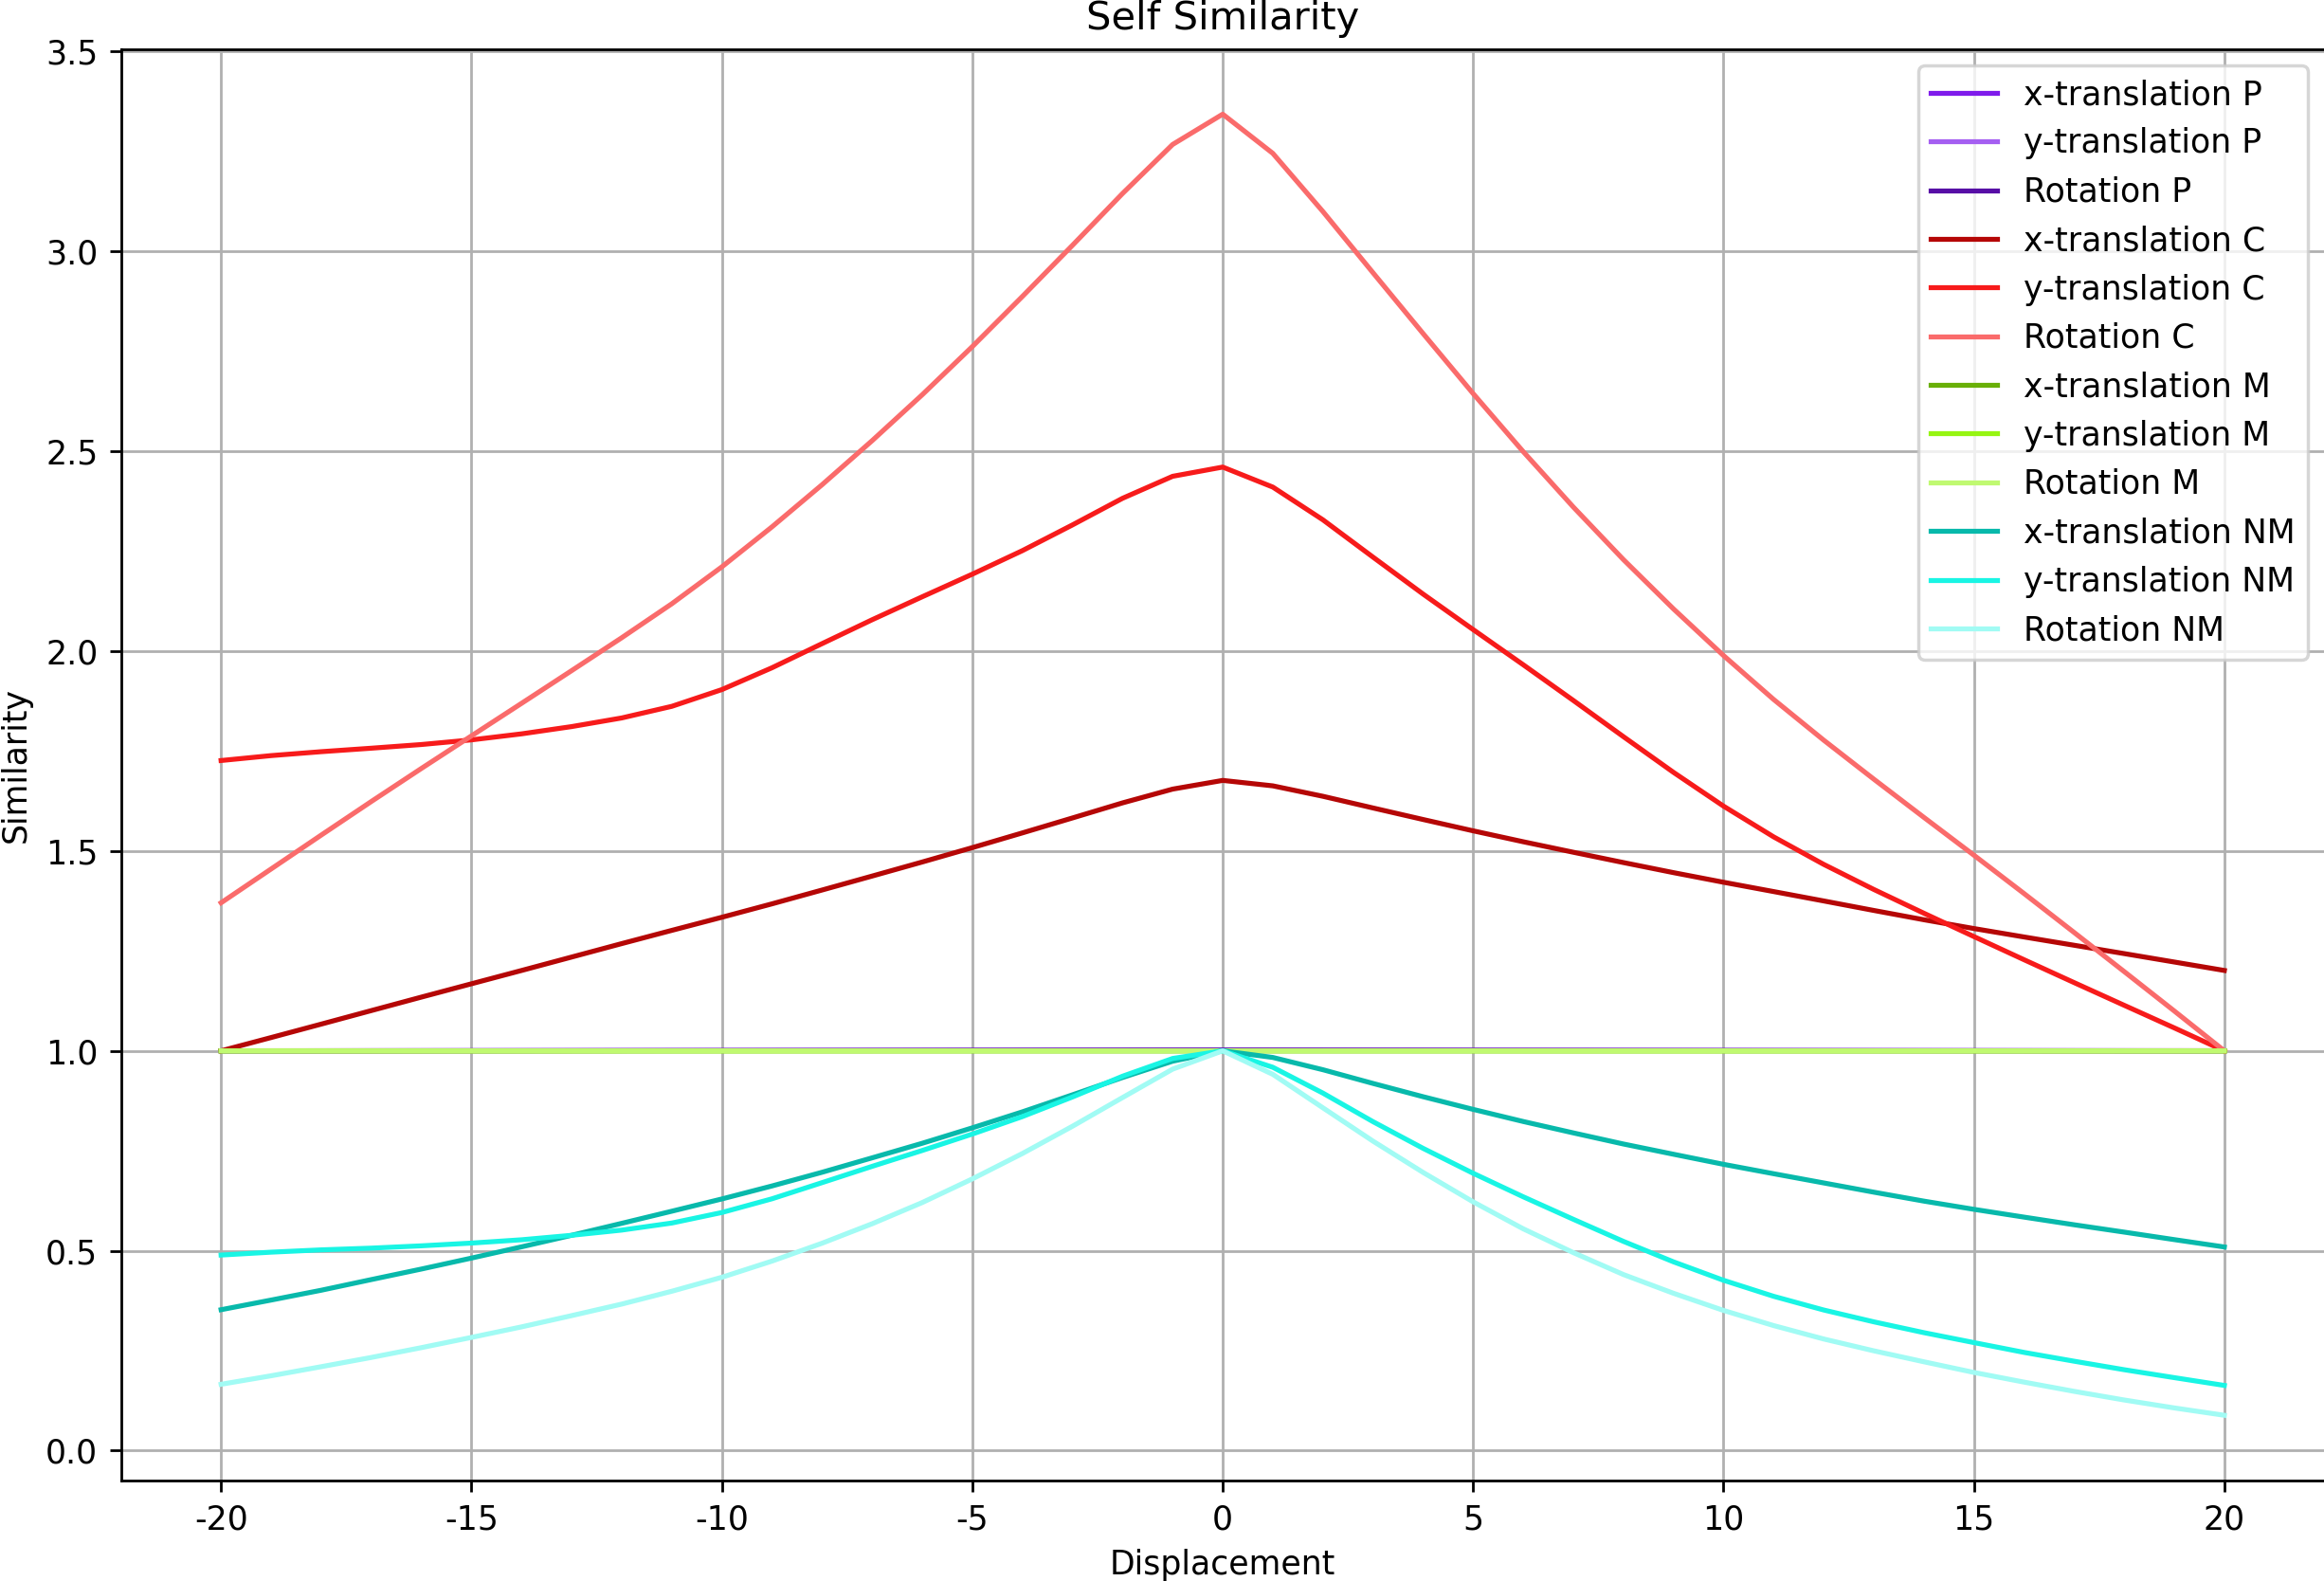 Self Similarity
3.5
3.0
2.5
2.0
1.5
1.0
0.5
0.0
Similarity
x-translation P
y-translation P
Rotation P
x-translation C
y-translation C
Rotation C
x-translation M
y-translation M
Rotation M
x-translation NM
y-translation NM
Rotation NM
-20 -15 -10 -5 0 5 10 15 20
Displacement